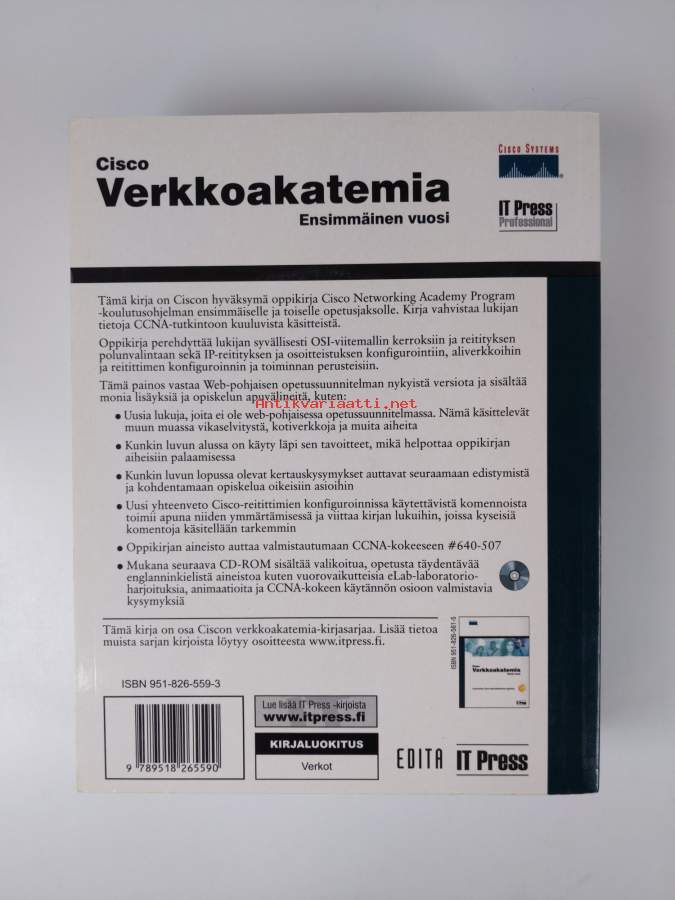 Cisco
Verkkoakatemia
Ensimmäinen vuosi
CISCO SYSTEMS
IT Press
Professional
Tämä kirja on Ciscon hyväksymä oppikirja Cisco Networking Academy Program
-koulutusohjelman ensimmäiselle ja toiselle opetusjaksolle. Kirja vahvistaa lukijan
tietoja CCNA-tutkintoon kuuluvista käsitteistä.
Oppikirja perehdyttää lukijan syvällisesti OSI-viitemallin kerroksiin ja reitityksen
polunvalintaan sekä IP-reitityksen ja osoitteistuksen konfigurointiin, aliverkkoihin
ja reitittimen konfiguroinnin ja toiminnan perusteisiin.
Tämä painos vastaa Web-pohjaisen opetussuunnitelman nykyistä versiota ja sisältää
monia lisäyksiä ja opiskelun apuvälineitä, kuten:
Antikvariaatti.net
• Uusia lukuja, joita ei ole web-pohjaisessa opetussuunnitelmassa. Nämä käsittelevät
muun muassa vikaselvitystä, kotiverkkoja ja muita aiheita
• Kunkin luvun alussa on käyty läpi sen tavoitteet, mikä helpottaa oppikirjan
aiheisiin palaamisessa
• Kunkin luvun lopussa olevat kertauskysymykset auttavat seuraamaan edistymistä
ja kohdentamaan opiskelua oikeisiin asioihin
• Uusi yhteenveto Cisco-reitittimien konfiguroinnissa käytettävistä komennoista
toimii apuna niiden ymmärtämisessä ja viittaa kirjan lukuihin, joissa kyseisiä
komentoja käsitellään tarkemmin
• Oppikirjan aineisto auttaa valmistautumaan CCNA-kokeeseen #640-507
• Mukana seuraava CD-ROM sisältää valikoitua, opetusta täydentävää
englanninkielistä aineistoa kuten vuorovaikutteisia eLab-laboratorio-
harjoituksia, animaatioita ja CCNA-kokeen käytännön osioon valmistavia
kysymyksiä
Tämä kirja on osa Ciscon verkkoakatemia-kirjasarjaa. Lisää tietoa
muista sarjan kirjoista löytyy osoitteesta www.itpress.fi.
ISBN 951-826-581-5
Cisco
Verkkoakatemia
ISBN 951-826-559-3
9 789518 265590
Lue lisää IT Press -kirjoista
www.itpress.fi
KIRJALUOKITUS
Verkot
EDITA
IT Press